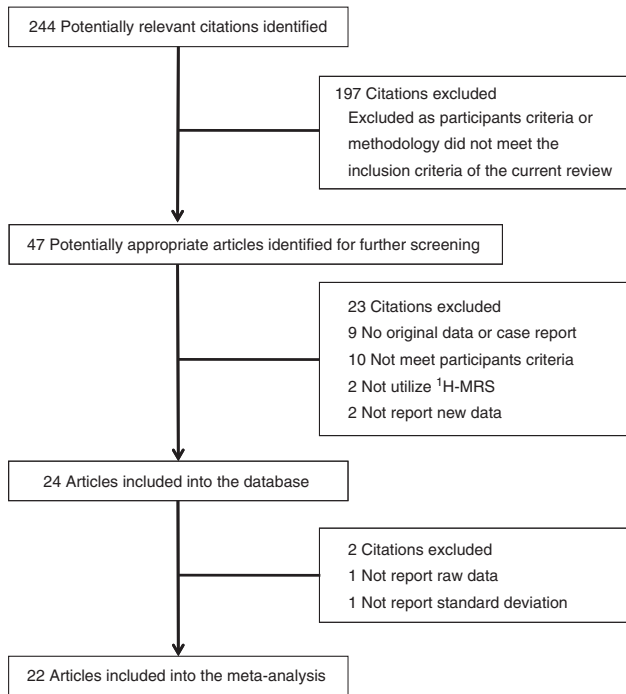 244 Potentially relevant citations identified
197 Citations excluded
Excluded as participants criteria or
methodology did not meet the
inclusion criteria of the current review
47 Potentially appropriate articles identified for further screening
23 Citations excluded
9 No original data or case report
10 Not meet participants criteria
2 Not utilize ¹H-MRS
2 Not report new data
24 Articles included into the database
2 Citations excluded
1 Not report raw data
1 Not report standard deviation
22 Articles included into the meta-analysis